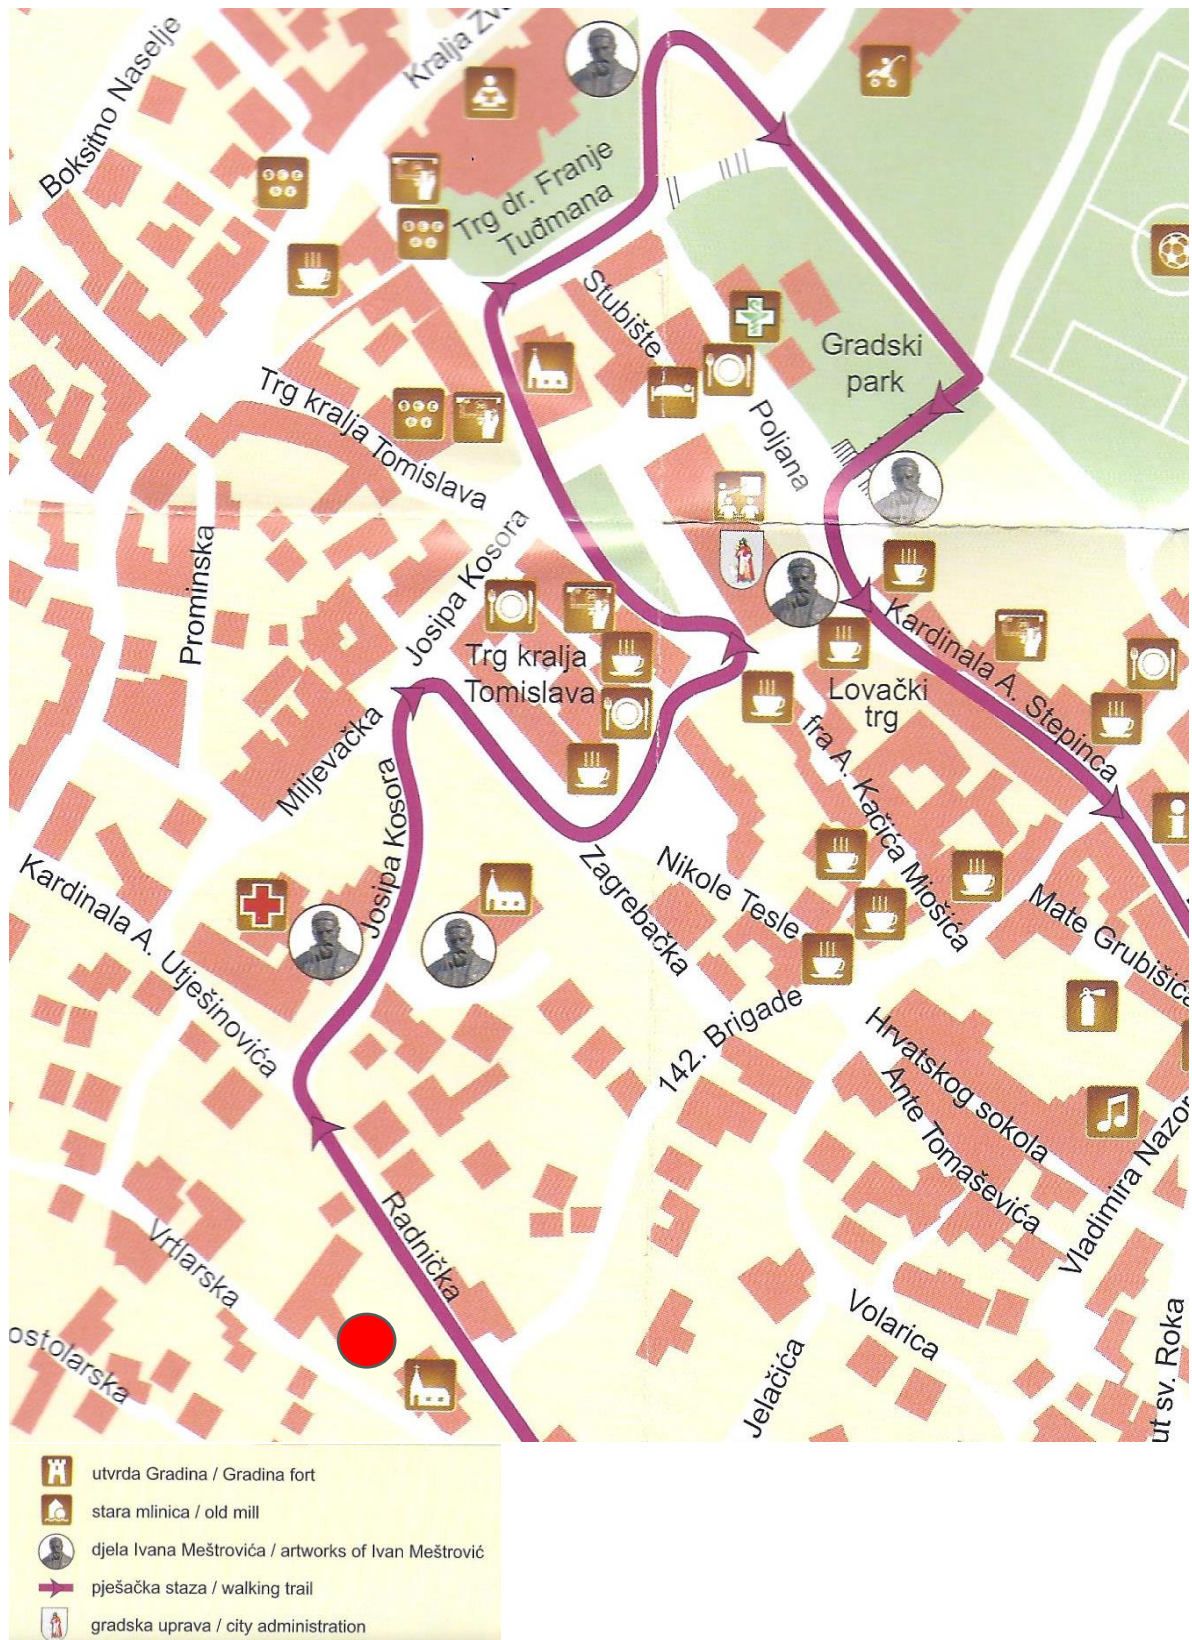 Boksitno Naselje
Kralja
Trg dr. Franje
Tuđmana
Stubište
Gradski
park
Trg kralja Tomislava
Poljana
Prominska
Josipa Kosora
Trg kralja
Tomislava
Kardinala A. Stepinca
Lovački
trg
Miljevačka
fra A. Kačića Miošića
Josipa Kosora
Kardinala A. Utješinovića
Zagrebačka
Nikole Tesle
Mate Grubišića
142. Brigade
Hrvatskog sokola
Ante Tomaševića
Vladimira Nazor
Radnička
Vrtlarska
ostolarska
Volarica
Jelačića
ut sv. Roka
utvrda Gradina / Gradina fort
stara mlinica / old mill
djela Ivana Meštrovića / artworks of Ivan Meštrović
pješačka staza / walking trail
gradska uprava / city administration